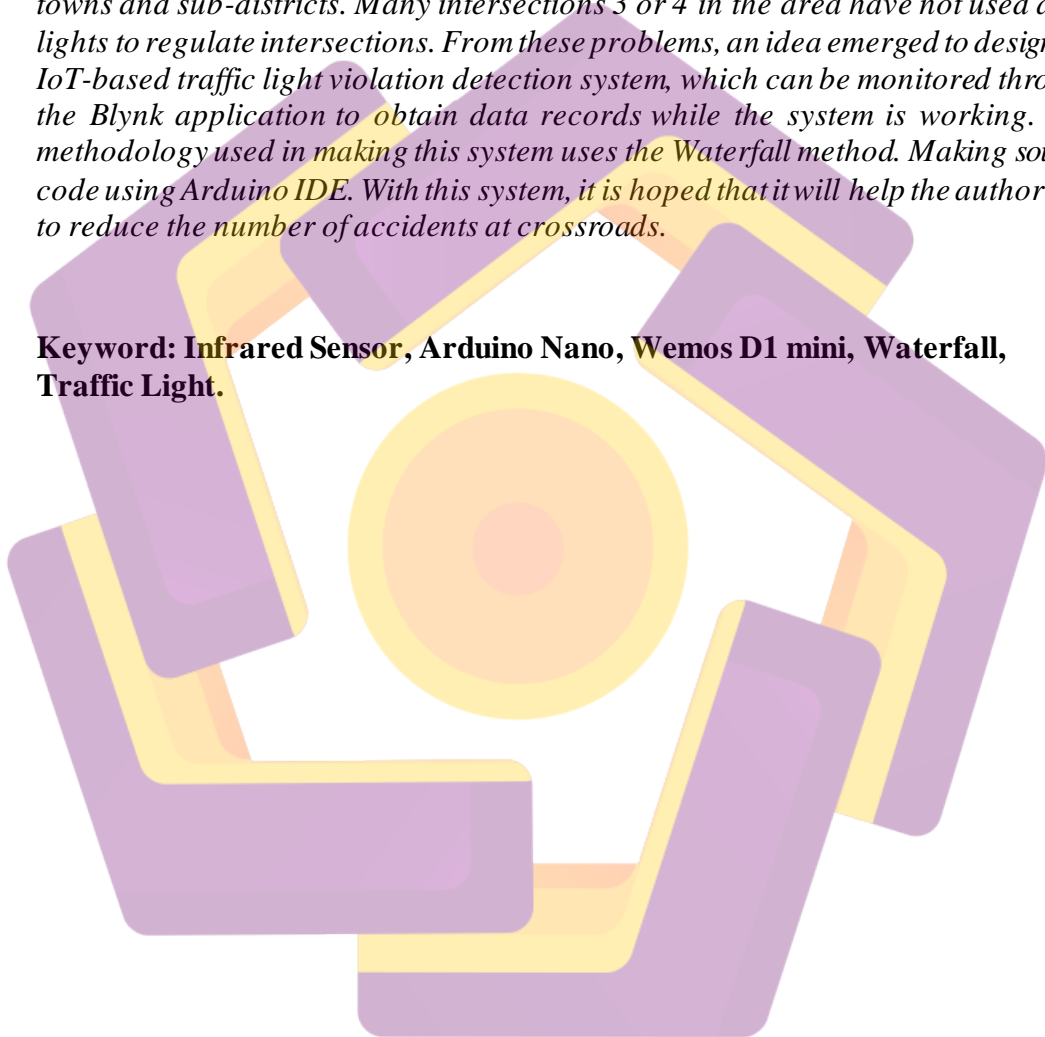 towns and sub-districts. Many intersections 3 or 4 in the area have not used
lights to regulate intersections. From these problems, an idea emerged to design
IoT-based traffic light violation detection system, which can be monitored thro
the Blynk application to obtain data records while the system is working.
methodology used in making this system uses the Waterfall method. Making sou
code using Arduino IDE. With this system, it is hoped that it will help the author
to reduce the number of accidents at crossroads.
Keyword: Infrared Sensor, Arduino Nano, Wemos D1 mini, Waterfall,
Traffic Light.